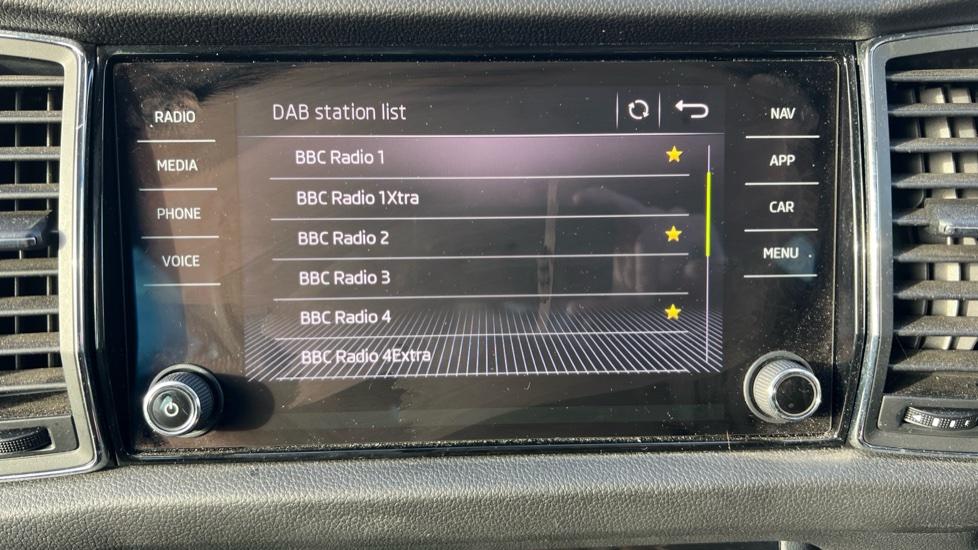 DAB station list
RADIO
MEDIA
PHONE
VOICE
BBC Radio 1
BBC Radio 1Xtra
BBC Radio 2
BBC Radio 3
BBC Radio 4
BBC Radio 4Extra
NAV
APP
CAR
MENU